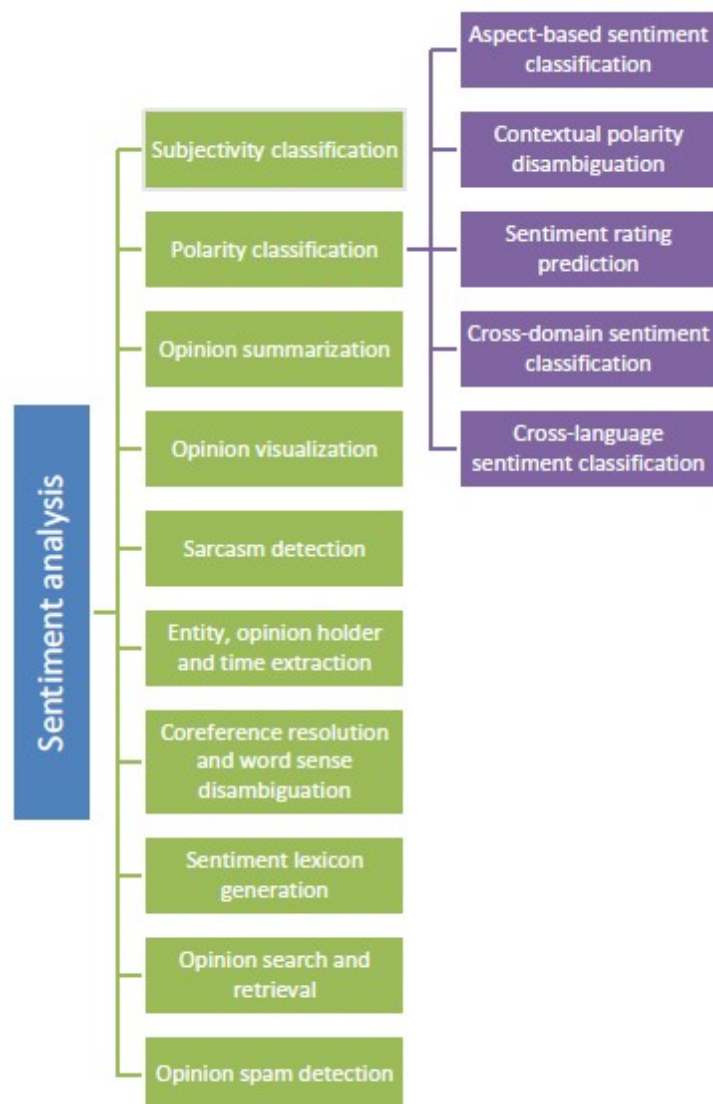 Sentiment analysis
Subjectivity classification
Polarity classification
Opinion summarization
Opinion visualization
Sarcasm detection
Entity, opinion holder
and time extraction
Coreference resolution
and word sense
disambiguation
Sentiment lexicon
generation
Opinion search and
retrieval
Opinion spam detection
Aspect-based sentiment
classification
Contextual polarity
disambiguation
Sentiment rating
prediction
Cross-domain sentiment
classification
Cross-language
sentiment classification